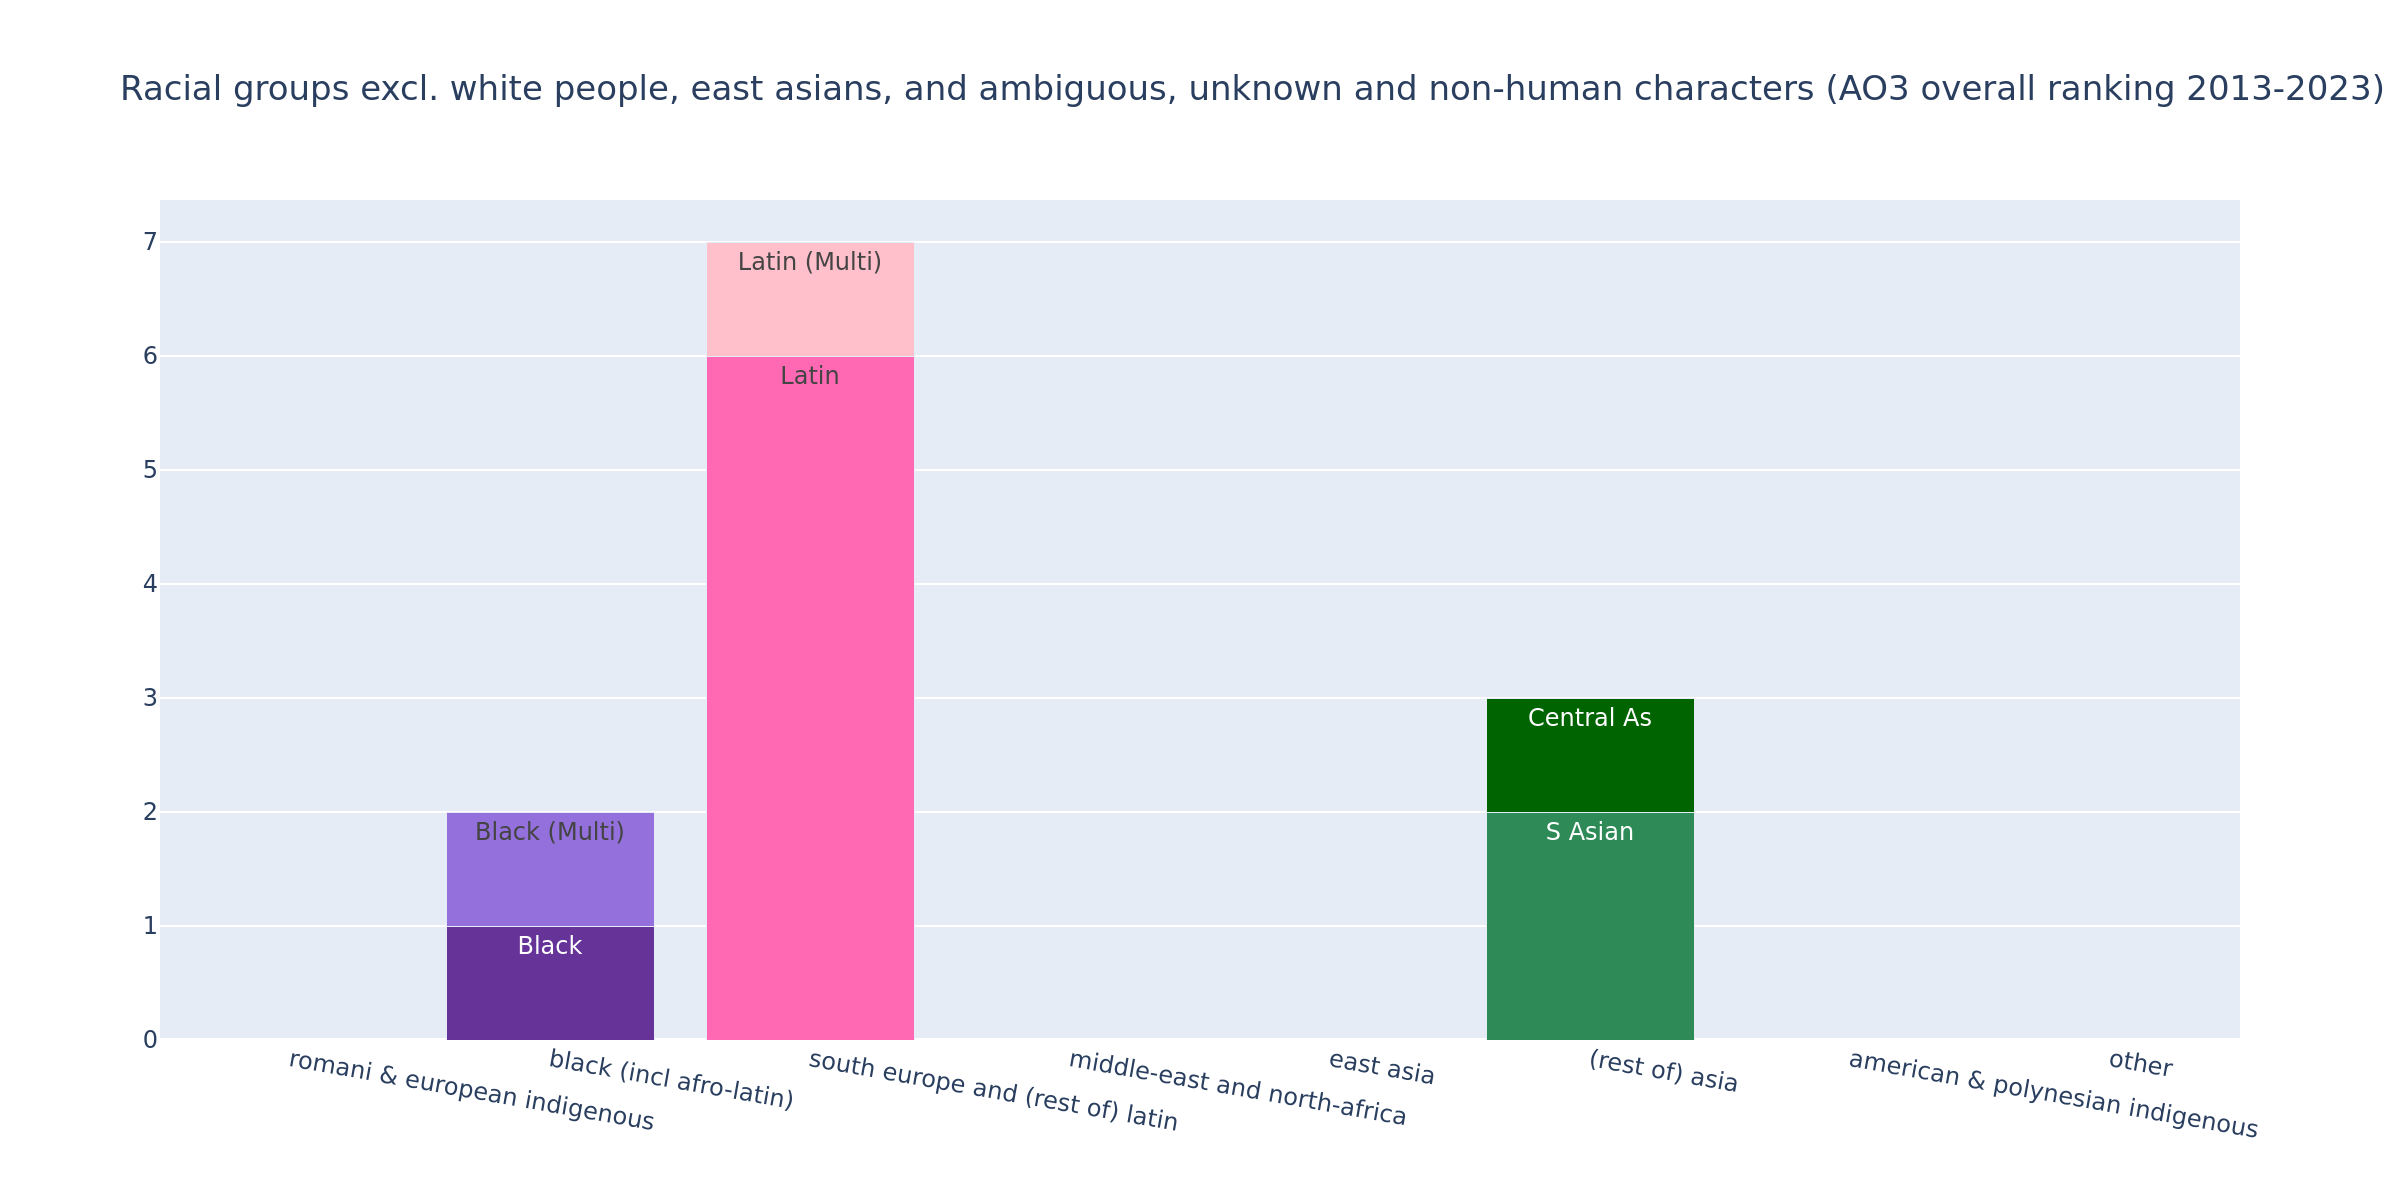 Racial groups excl. white people, east asians, and ambiguous, unknown and non-human characters (AO3 overall ranking 2013-2023)
7
6
5
4
3
2
1
0
Latin (Multi)
Latin
Central As
Black (Multi)
S Asian
Black
romani & european indigenous
black (incl afro-latin)
south europe and (rest of) latin
middle-east and north-africa
east asia
(rest of) asia
american & polynesian indigenous
other